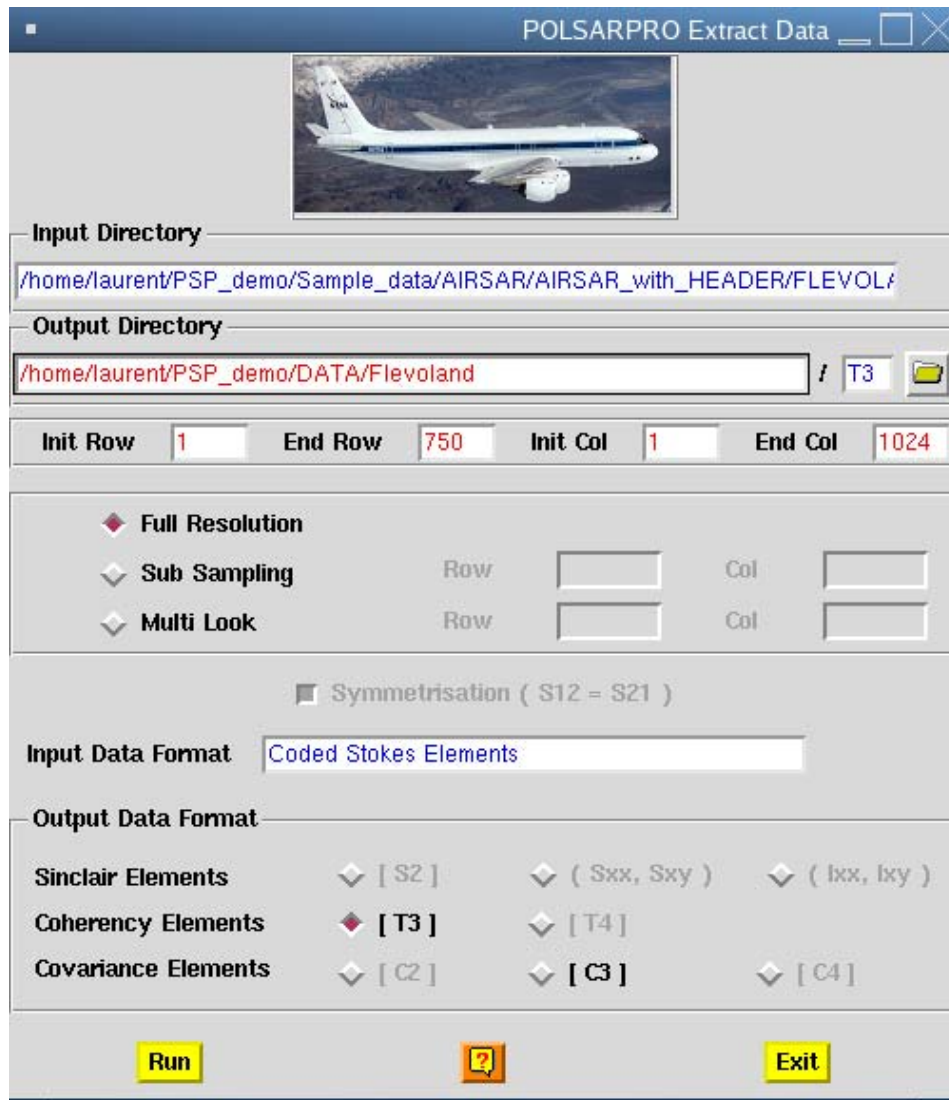 POLSARPRO Extract Data
NASA
Input Directory
/home/laurent/PSP_demo/Sample_data/AIRSAR/AIRSAR_with_HEADER/FLEVOLA
Output Directory
/home/laurent/PSP_demo/DATA/Flevoland / T3
Init Row 1 End Row 750 Init Col 1 End Col 1024
Full Resolution
Sub Sampling Row Col
Multi Look Row Col
Symmetrisation ( S12 = S21 )
Input Data Format Coded Stokes Elements
Output Data Format
Sinclair Elements [ S2 ] ( Sxx, Sxy ) ( Ixx, Ixy )
Coherency Elements [ T3 ] [ T4 ]
Covariance Elements [ C2 ] [ C3 ] [ C4 ]
Run ? Exit